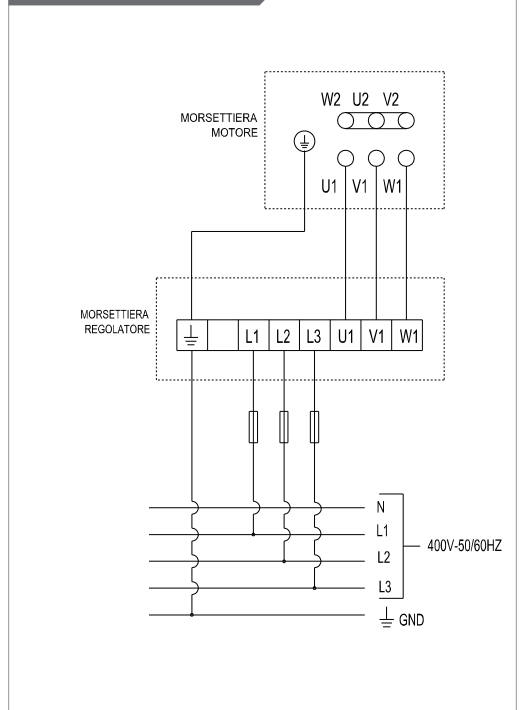 W2 U2 V2
MORSETTIERA
MOTORE
U1 V1 W1
MORSETTIERA
REGOLATORE
L1 L2 L3 U1 V1 W1
N
L1
400V-50/60HZ
L2
L3
GND